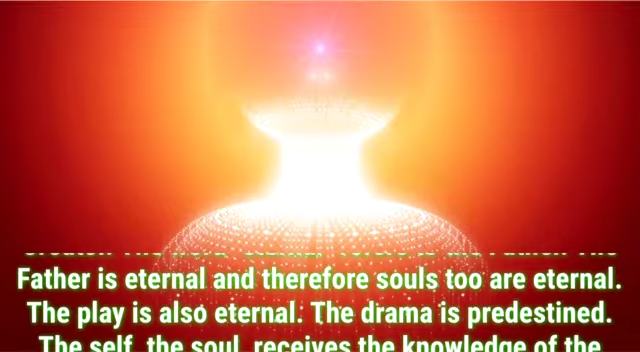 Father is eternal and therefore souls too are eternal.
The play is also eternal. The drama is predestined.
The self, the soul, receives the knowledge of the